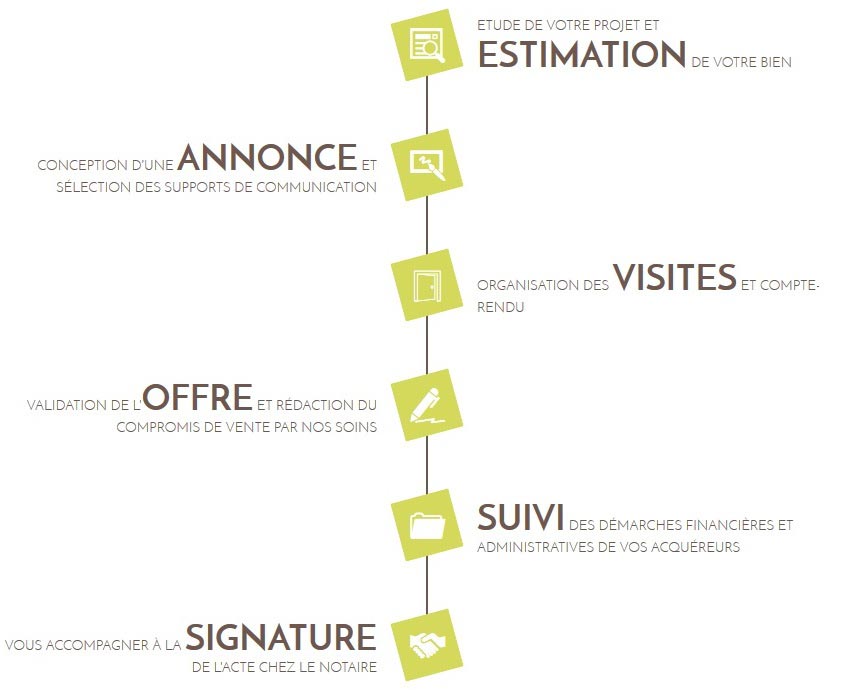 ETUDE DE VOTRE PROJET ET
ESTIMATION DE VOTRE BIEN
CONCEPTION D'UNE ANNONCE ET
SÉLECTION DES SUPPORTS DE COMMUNICATION
ORGANISATION DES VISITES ET COMPTE-
RENDU
VALIDATION DE L'OFFRE ET RÉDACTION DU
COMPROMIS DE VENTE PAR NOS SOINS
SUIVI DES DÉMARCHES FINANCIÈRES ET
ADMINISTRATIVES DE VOS ACQUÉREURS
VOUS ACCOMPAGNER À LA SIGNATURE
DE L'ACTE CHEZ LE NOTAIRE